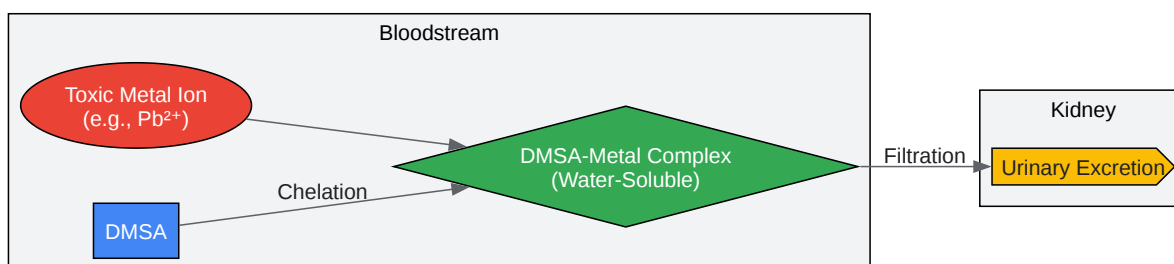 Bloodstream
Toxic Metal Ion
(e.g., Pb²⁺)
DMSA-Metal Complex
(Water-Soluble)
Chelation
DMSA
Filtration
Kidney
Urinary Excretion